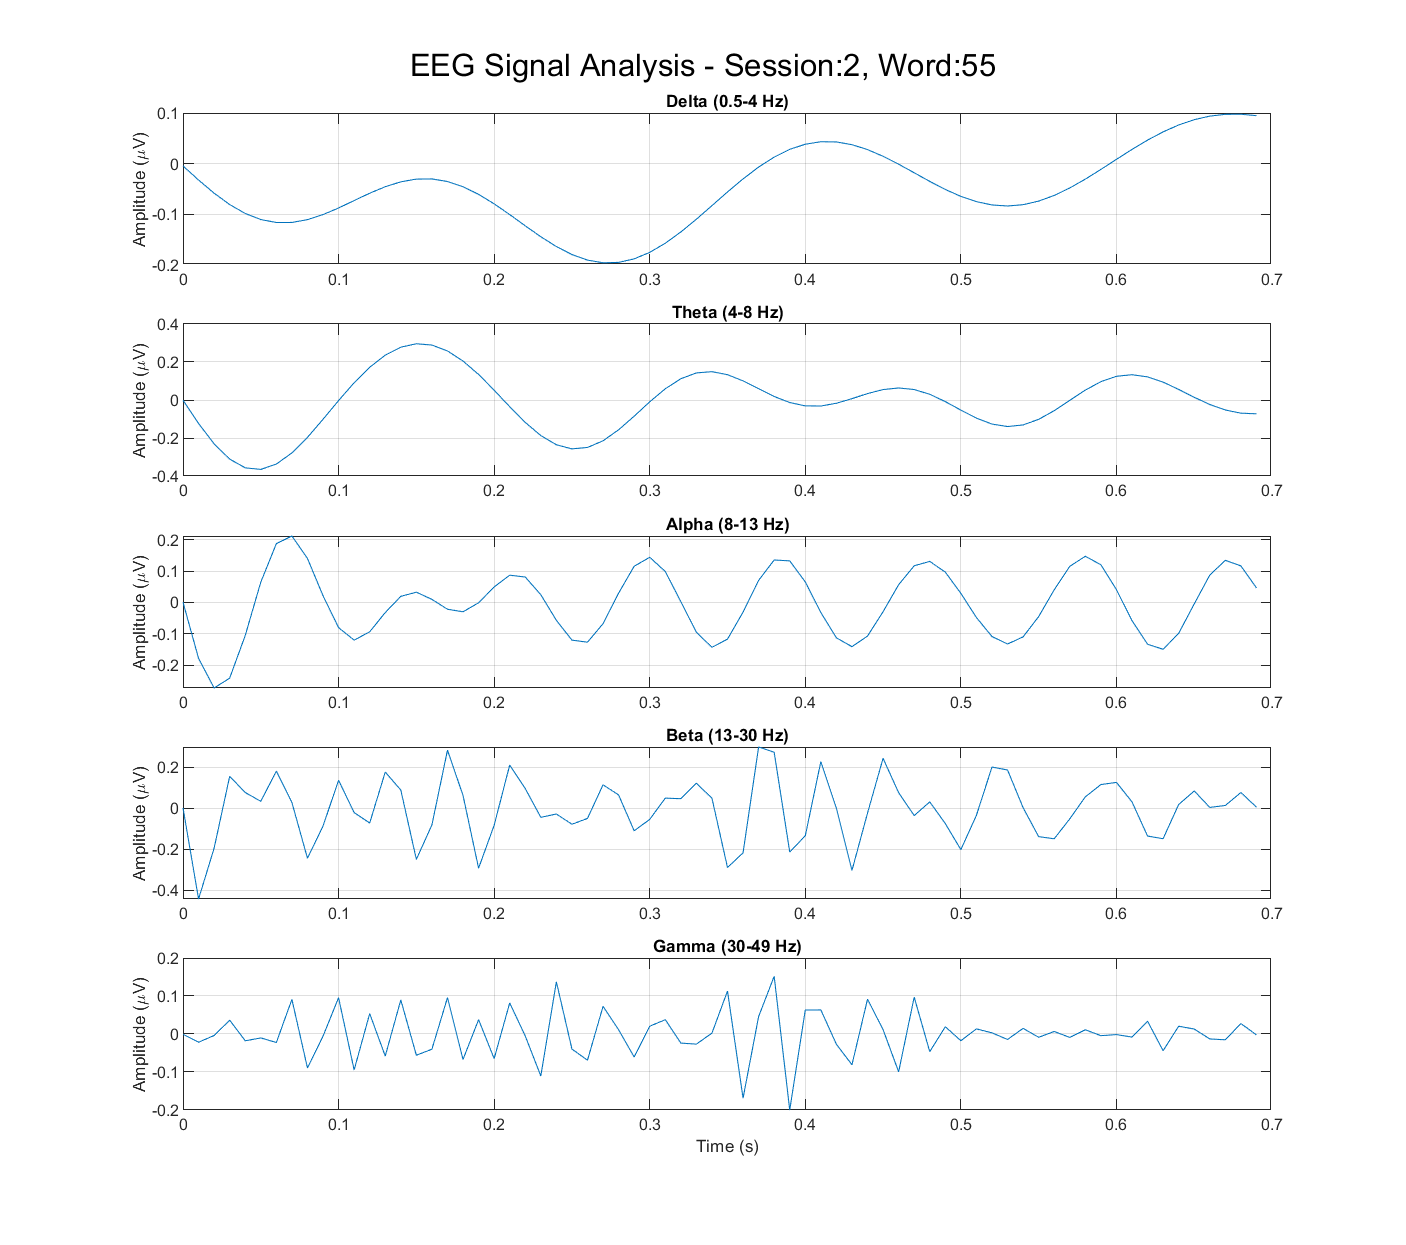 EEG Signal Analysis - Session:2, Word:55
Delta (0.5-4 Hz)
Amplitude (μV)
0.1
0
-0.1
-0.2
0 0.1 0.2 0.3 0.4 0.5 0.6 0.7
Theta (4-8 Hz)
Amplitude (μV)
0.4
0.2
0
-0.2
-0.4
0 0.1 0.2 0.3 0.4 0.5 0.6 0.7
Alpha (8-13 Hz)
Amplitude (μV)
0.2
0.1
0
-0.1
-0.2
0 0.1 0.2 0.3 0.4 0.5 0.6 0.7
Beta (13-30 Hz)
Amplitude (μV)
0.2
0
-0.2
-0.4
0 0.1 0.2 0.3 0.4 0.5 0.6 0.7
Gamma (30-49 Hz)
Amplitude (μV)
0.2
0.1
0
-0.1
-0.2
0 0.1 0.2 0.3 0.4 0.5 0.6 0.7
Time (s)